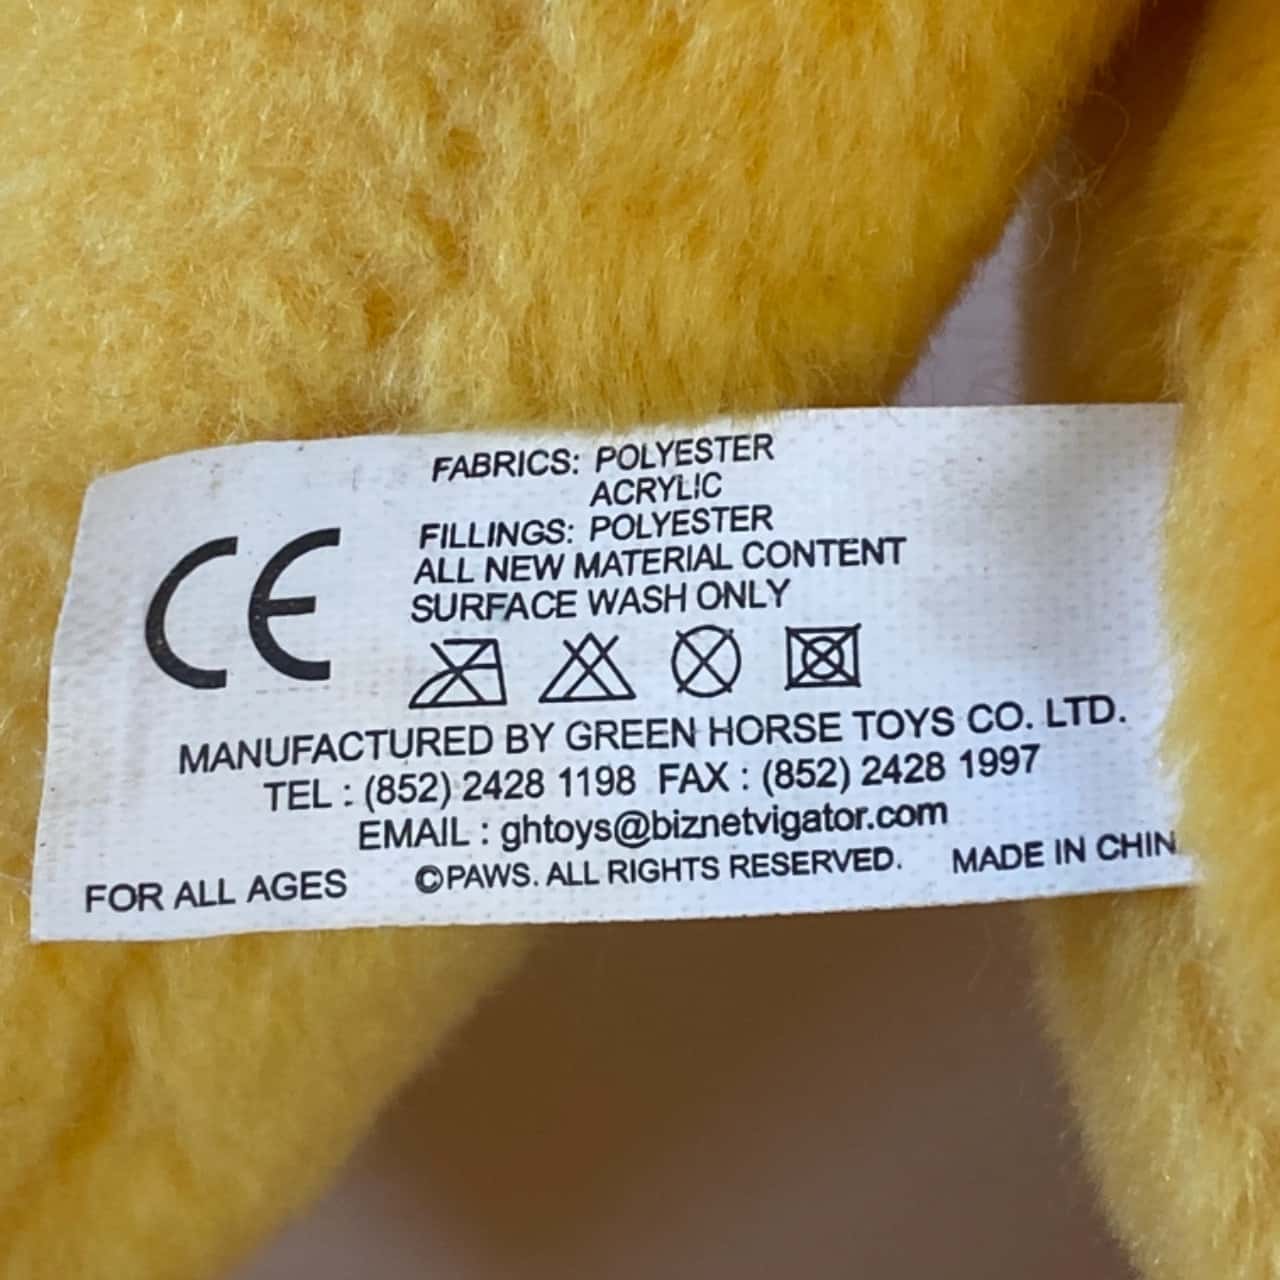 CE
FABRICS: POLYESTER
ACRYLIC
FILLINGS: POLYESTER
ALL NEW MATERIAL CONTENT
SURFACE WASH ONLY
MANUFACTURED BY GREEN HORSE TOYS CO. LTD.
TEL : (852) 2428 1198 FAX : (852) 2428 1997
EMAIL : ghtoys@biznetvigator.com
FOR ALL AGES ©PAWS. ALL RIGHTS RESERVED. MADE IN CHIN